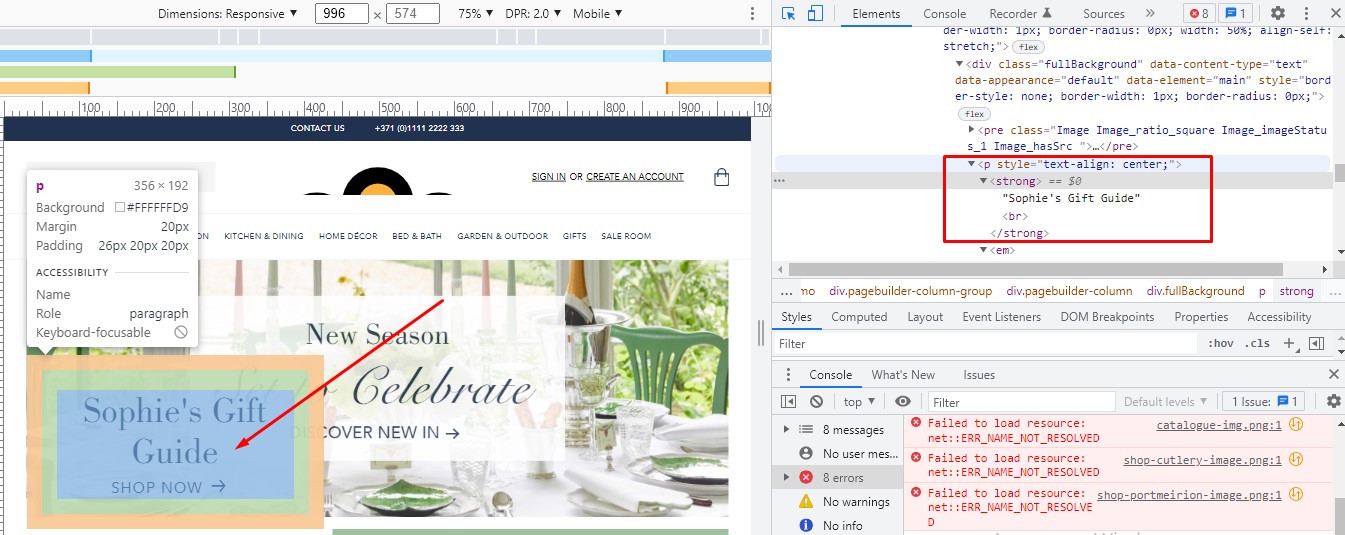 Dimensions: Responsive ▼ 996 × 574 75% ▼ DPR: 2.0 ▼ Mobile ▼
100 200 300 400 500 600 700 800 900
CONTACT US +371 (0)1111 2222 333
SIGN IN OR CREATE AN ACCOUNT
KITCHEN & DINING HOME DÉCOR BED & BATH GARDEN & OUTDOOR GIFTS SALE ROOM
p 356 × 192
Background #FFFFFFD9
Margin 20px
Padding 26px 20px 20px
ACCESSIBILITY
Name
Role paragraph
Keyboard-focusable
New Season
Celebrate
DISCOVER NEW IN →
Sophie's Gift
Guide
SHOP NOW →
Elements Console Recorder Sources » 8 1
der-width: 1px; border-radius: 0px; width: 50%; align-self:
stretch;"> flex
▼<div class="fullBackground" data-content-type="text"
data-appearance="default" data-element="main" style="bord
er-style: none; border-width: 1px; border-radius: 0px;">
flex
▶<pre class="Image Image_ratio_square Image_imageStatu
s_1 Image_hasSrc ">…</pre>
▼<p style="text-align: center;">
… ▼<strong> == $0
"Sophie's Gift Guide"
<br>
</strong>
▼<em>
… mo div.pagebuilder-column-group div.pagebuilder-column div.fullBackground p strong …
Styles Computed Layout Event Listeners DOM Breakpoints Properties Accessibility
Filter :hov .cls +
Console What's New Issues
top ▼ Filter Default levels ▼ 1 Issue: 1
8 messages
No user mes...
8 errors
No warnings
No info
Failed to load resource: catalogue-img.png:1
net::ERR_NAME_NOT_RESOLVED
Failed to load resource: shop-cutlery-image.png:1
net::ERR_NAME_NOT_RESOLVED
Failed to load resource: shop-portmeirion-image.png:1
net::ERR_NAME_NOT_RESOLVE
D